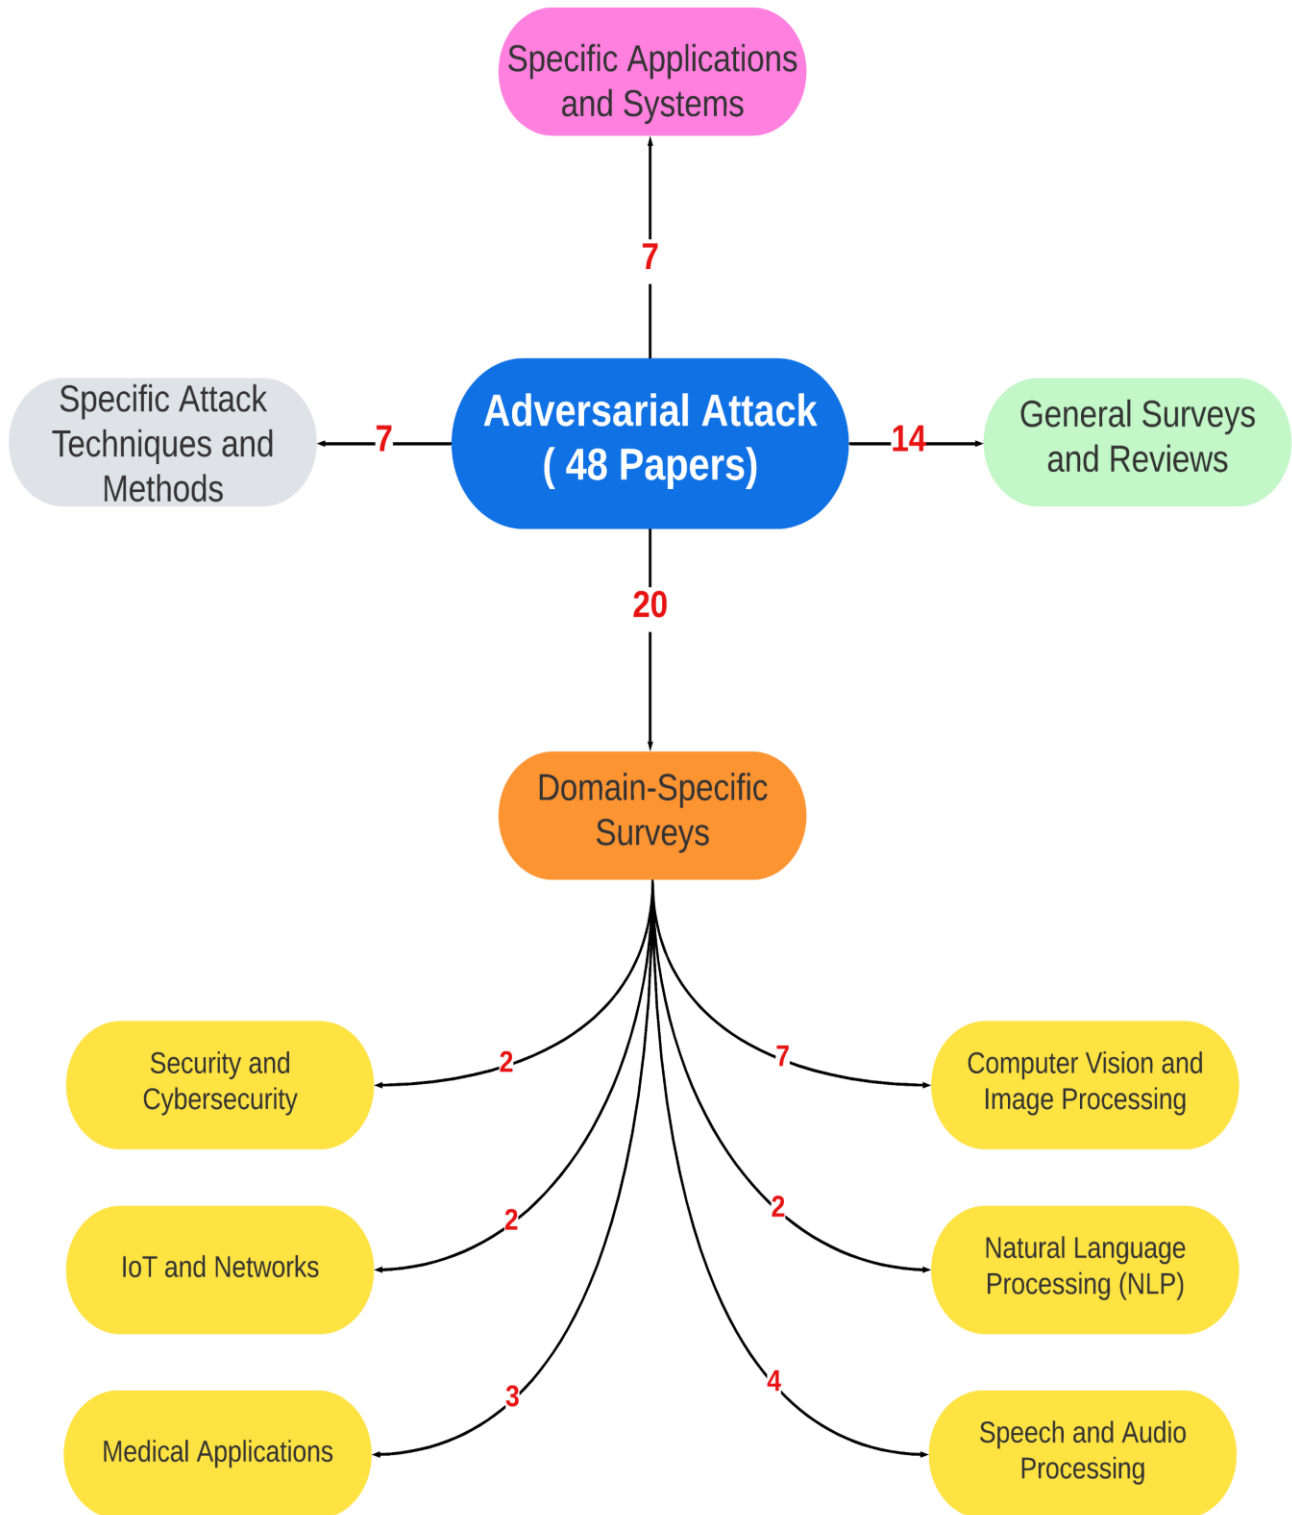 Specific Applications
and Systems
7
Specific Attack
Techniques and
Methods
7
Adversarial Attack
( 48 Papers)
14
General Surveys
and Reviews
20
Domain-Specific
Surveys
Security and
Cybersecurity
2
7
Computer Vision and
Image Processing
IoT and Networks
2
2
Natural Language
Processing (NLP)
Medical Applications
3
4
Speech and Audio
Processing